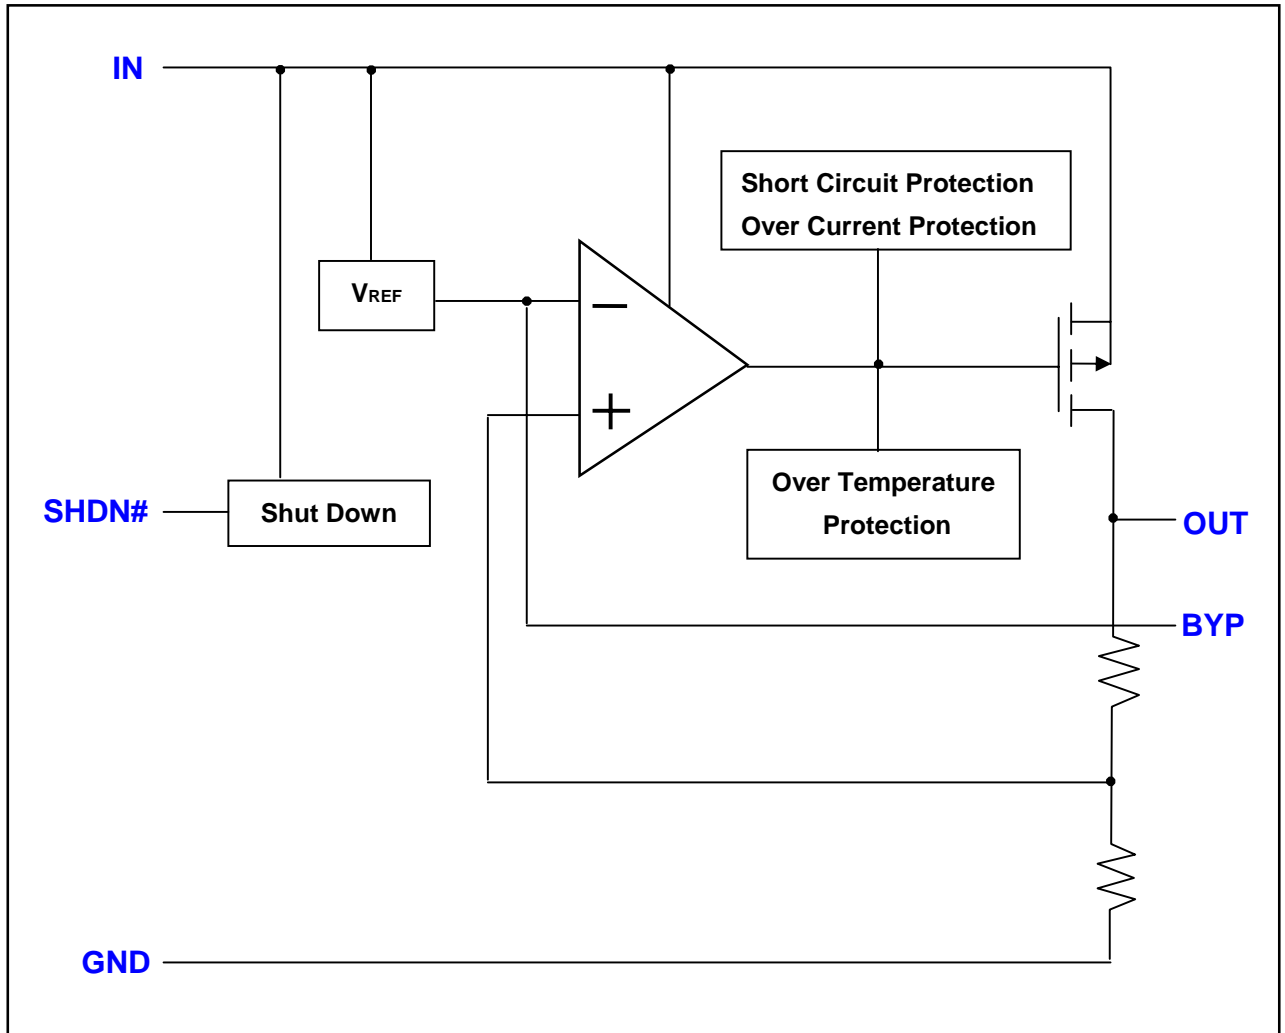 IN
Short Circuit Protection
Over Current Protection
VREF
−
+
Over Temperature
Protection
SHDN#
Shut Down
OUT
BYP
GND